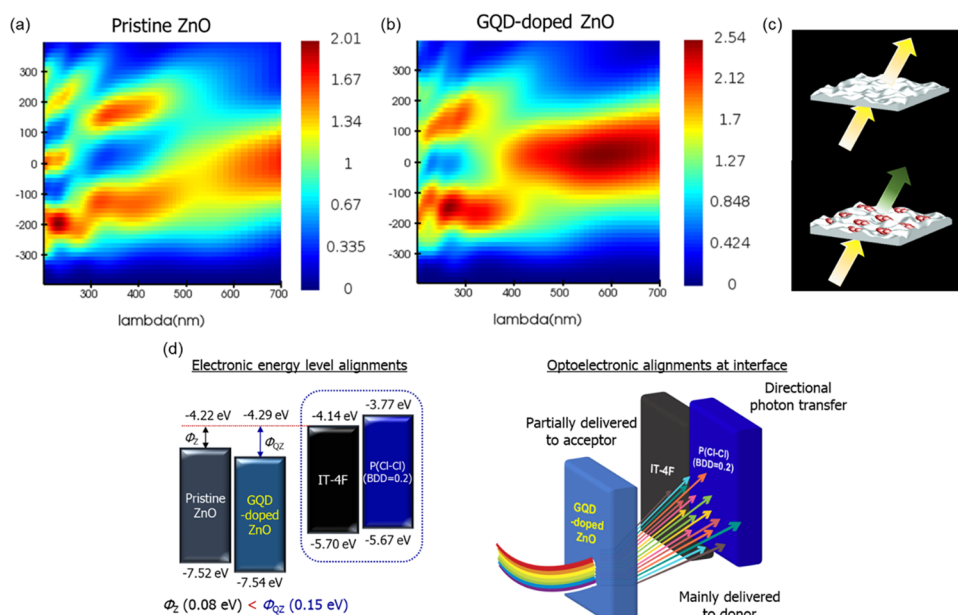 (a)
Pristine ZnO
300
200
100
0
-100
-200
-300
300
400
500
600
700
lambda(nm)
2.01
1.67
1.34
1
0.67
0.335
0
(b)
GQD-doped ZnO
300
200
100
0
-100
-200
-300
300
400
500
600
700
lambda(nm)
2.54
2.12
1.7
1.27
0.848
0.424
0
(c)
(d)
Electronic energy level alignments
-4.22 eV
-4.29 eV
-4.14 eV
-3.77 eV
ΦZ
ΦQZ
Pristine
ZnO
GQD
-doped
ZnO
IT-4F
P(Cl-Cl)
(BDD=0.2)
-7.52 eV
-7.54 eV
-5.70 eV
-5.67 eV
ΦZ (0.08 eV) < ΦQZ (0.15 eV)
Optoelectronic alignments at interface
Directional
photon transfer
Partially delivered
to acceptor
IT-4F
P(Cl-Cl)
(BDD=0.2)
GQD
-doped
ZnO
Mainly delivered
to donor